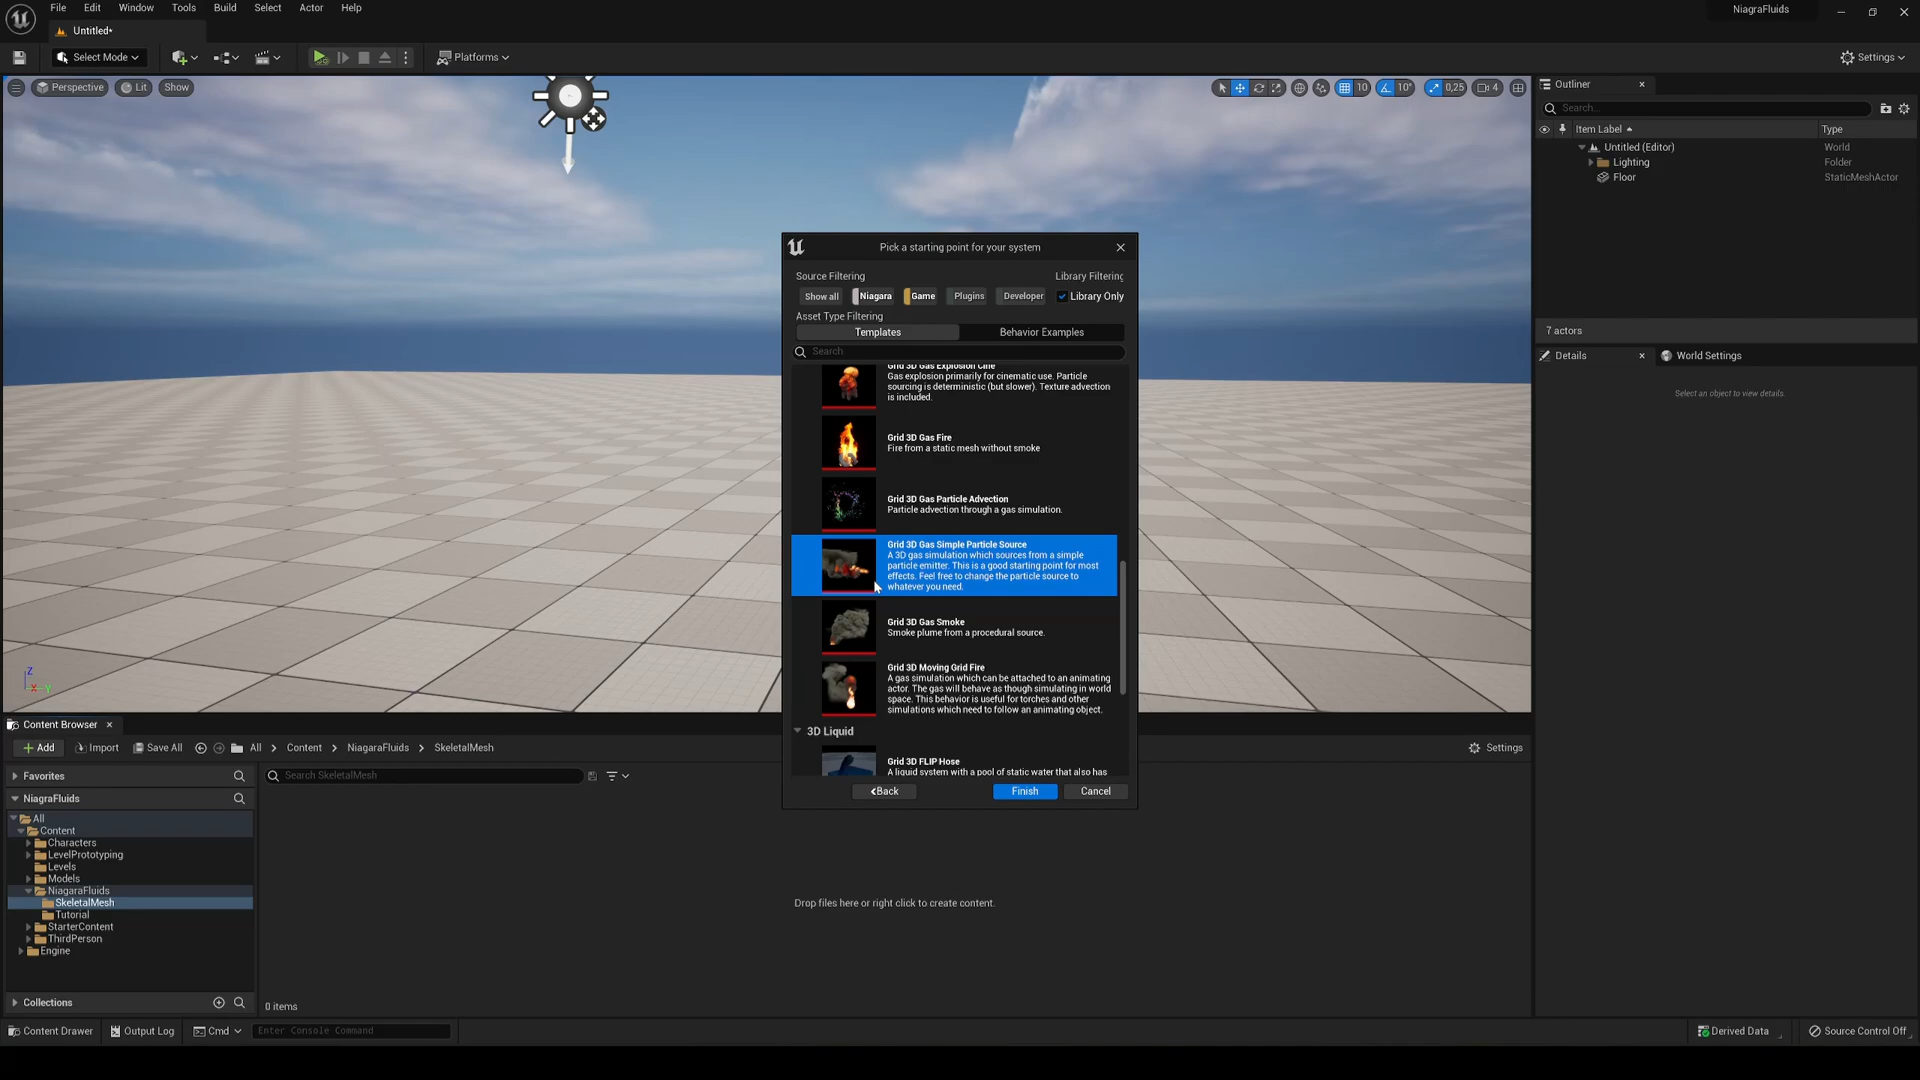 File Edit Window Tools Build Select Actor Help
NiagraFluids
Untitled*
Select Mode
Platforms
Settings
Perspective
Lit
Show
10
10°
0,25
4
Outliner
Search...
Item Label
Type
Untitled (Editor)
World
Lighting
Folder
Floor
StaticMeshActor
7 actors
Details
World Settings
Select an object to view details.
Pick a starting point for your system
Source Filtering
Library Filtering
Show all
Niagara
Game
Plugins
Developer
Library Only
Asset Type Filtering
Templates
Behavior Examples
Search
Grid 3D Gas Explosion Cine
Gas explosion primarily for cinematic use. Particle
sourcing is deterministic (but slower). Texture advection
is included.
Grid 3D Gas Fire
Fire from a static mesh without smoke
Grid 3D Gas Particle Advection
Particle advection through a gas simulation.
Grid 3D Gas Simple Particle Source
A 3D gas simulation which sources from a simple
particle emitter. This is a good starting point for most
effects. Feel free to change the particle source to
whatever you need.
Grid 3D Gas Smoke
Smoke plume from a procedural source.
Grid 3D Moving Grid Fire
A gas simulation which can be attached to an animating
actor. The gas will behave as though simulating in world
space. This behavior is useful for torches and other
simulations which need to follow an animating object.
3D Liquid
Grid 3D FLIP Hose
A liquid system with a pool of static water that also has
Back
Finish
Cancel
Z
X
Y
Content Browser
Add
Import
Save All
All
Content
NiagaraFluids
SkeletalMesh
Settings
Favorites
Search SkeletalMesh
NiagraFluids
All
Content
Characters
LevelPrototyping
Levels
Models
NiagaraFluids
SkeletalMesh
Tutorial
StarterContent
ThirdPerson
Engine
Drop files here or right click to create content.
Collections
0 items
Content Drawer
Output Log
Cmd
Enter Console Command
Derived Data
Source Control Off